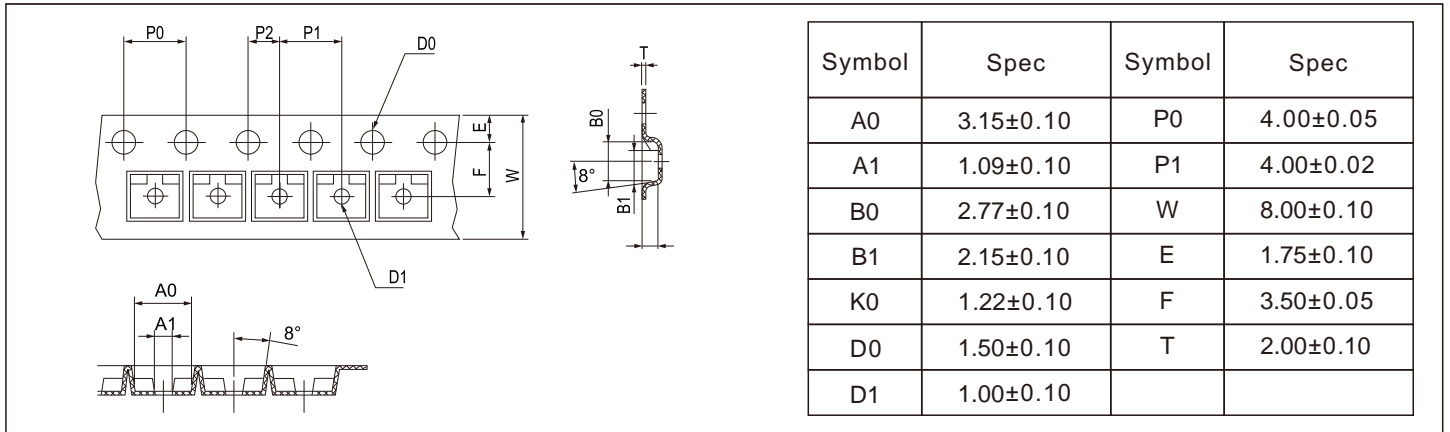 P0 P2 P1 D0
E
F
W
D1
T
B0
8°
B1
A0
A1
8°
Symbol Spec Symbol Spec
A0 3.15±0.10 P0 4.00±0.05
A1 1.09±0.10 P1 4.00±0.02
B0 2.77±0.10 W 8.00±0.10
B1 2.15±0.10 E 1.75±0.10
K0 1.22±0.10 F 3.50±0.05
D0 1.50±0.10 T 2.00±0.10
D1 1.00±0.10